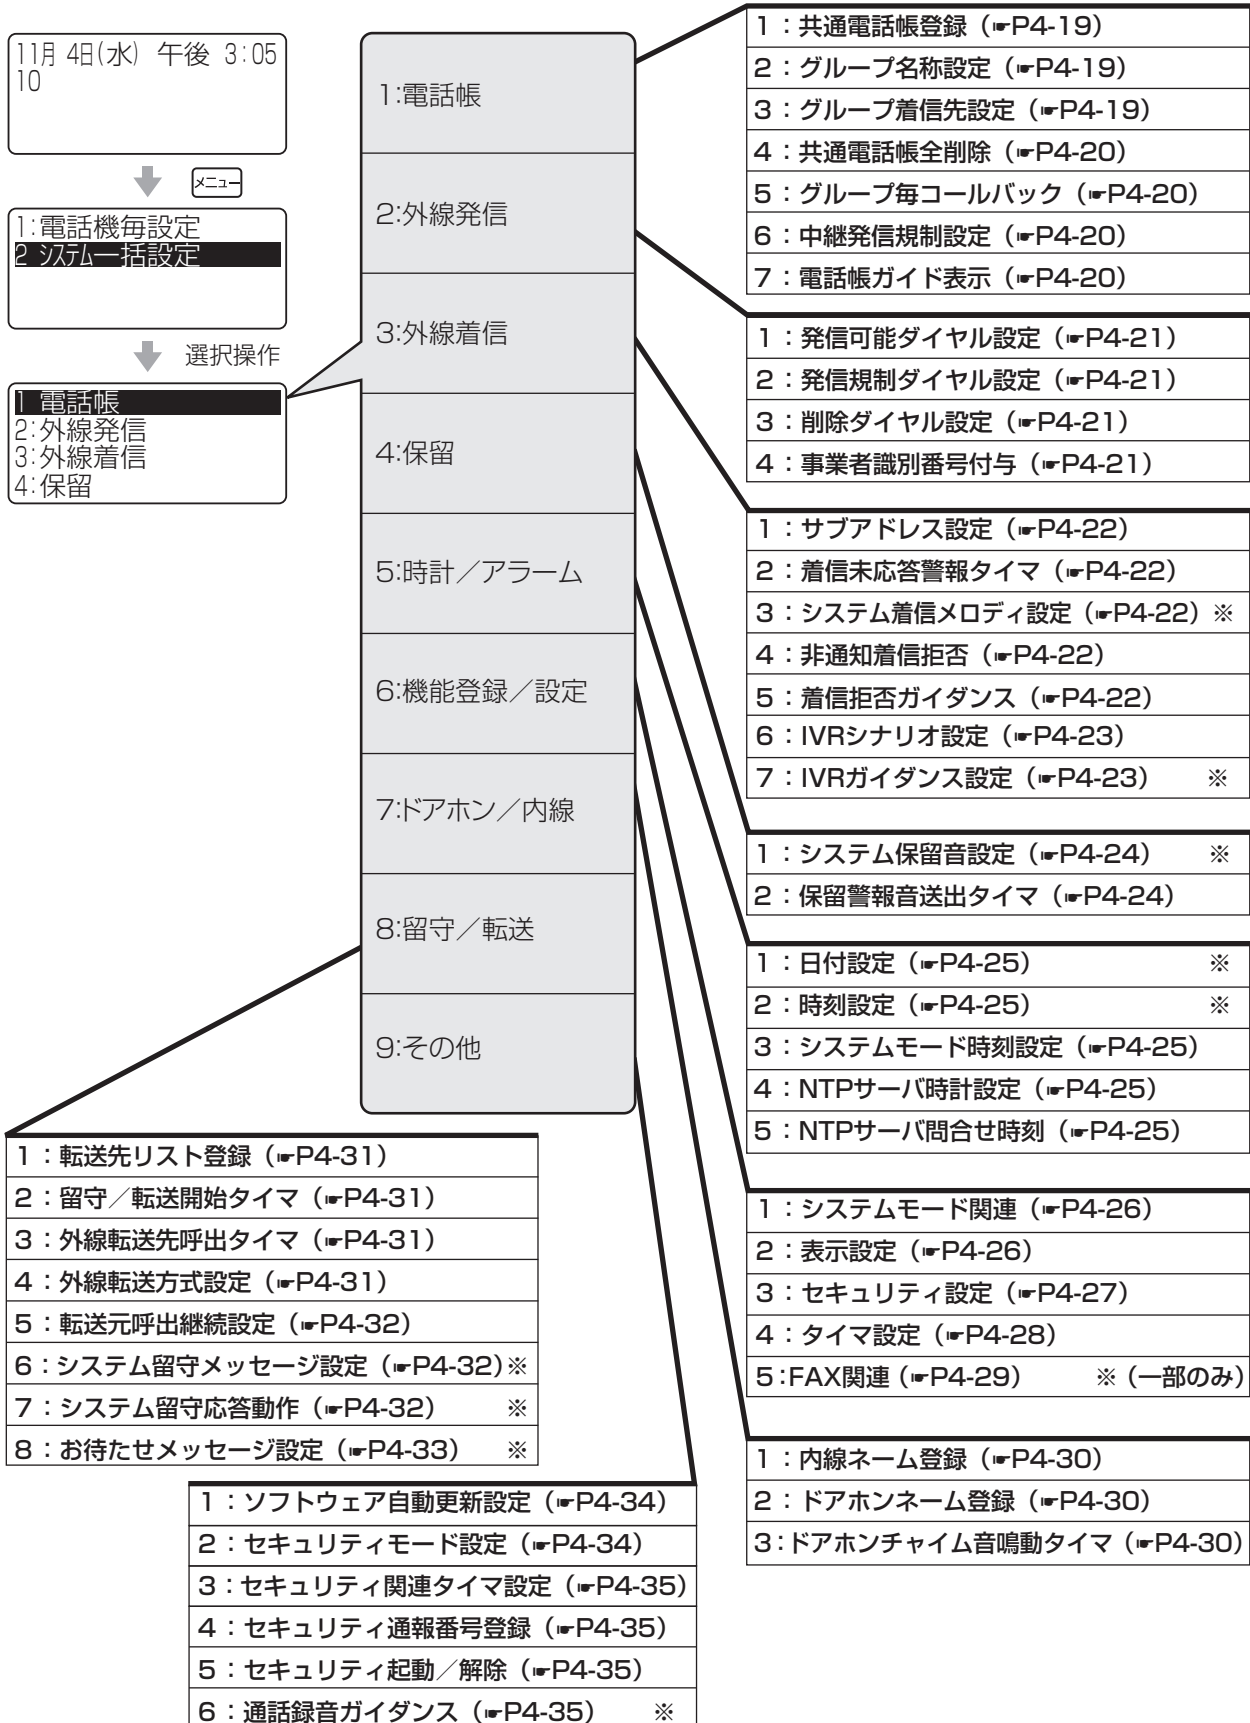 11月 4日(水) 午後 3:05
10
メニュー
1:電話機毎設定
2 システム一括設定
選択操作
1 電話帳
2:外線発信
3:外線着信
4:保留
1:電話帳
2:外線発信
3:外線着信
4:保留
5:時計／アラーム
6:機能登録／設定
7:ドアホン／内線
8:留守／転送
9:その他
1：共通電話帳登録（☛P4-19）
2：グループ名称設定（☛P4-19）
3：グループ着信先設定（☛P4-19）
4：共通電話帳全削除（☛P4-20）
5：グループ毎コールバック（☛P4-20）
6：中継発信規制設定（☛P4-20）
7：電話帳ガイド表示（☛P4-20）
1：発信可能ダイヤル設定（☛P4-21）
2：発信規制ダイヤル設定（☛P4-21）
3：削除ダイヤル設定（☛P4-21）
4：事業者識別番号付与（☛P4-21）
1：サブアドレス設定（☛P4-22）
2：着信未応答警報タイマ（☛P4-22）
3：システム着信メロディ設定（☛P4-22）※
4：非通知着信拒否（☛P4-22）
5：着信拒否ガイダンス（☛P4-22）
6：IVRシナリオ設定（☛P4-23）
7：IVRガイダンス設定（☛P4-23） ※
1：システム保留音設定（☛P4-24） ※
2：保留警報音送出タイマ（☛P4-24）
1：日付設定（☛P4-25） ※
2：時刻設定（☛P4-25） ※
3：システムモード時刻設定（☛P4-25）
4：NTPサーバ時計設定（☛P4-25）
5：NTPサーバ問合せ時刻（☛P4-25）
1：システムモード関連（☛P4-26）
2：表示設定（☛P4-26）
3：セキュリティ設定（☛P4-27）
4：タイマ設定（☛P4-28）
5：FAX関連（☛P4-29） ※（一部のみ）
1：内線ネーム登録（☛P4-30）
2：ドアホンネーム登録（☛P4-30）
3：ドアホンチャイム音鳴動タイマ（☛P4-30）
1：転送先リスト登録（☛P4-31）
2：留守／転送開始タイマ（☛P4-31）
3：外線転送先呼出タイマ（☛P4-31）
4：外線転送方式設定（☛P4-31）
5：転送元呼出継続設定（☛P4-32）
6：システム留守メッセージ設定（☛P4-32）※
7：システム留守応答動作（☛P4-32） ※
8：お待たせメッセージ設定（☛P4-33） ※
1：ソフトウェア自動更新設定（☛P4-34）
2：セキュリティモード設定（☛P4-34）
3：セキュリティ関連タイマ設定（☛P4-35）
4：セキュリティ通報番号登録（☛P4-35）
5：セキュリティ起動／解除（☛P4-35）
6：通話録音ガイダンス（☛P4-35） ※